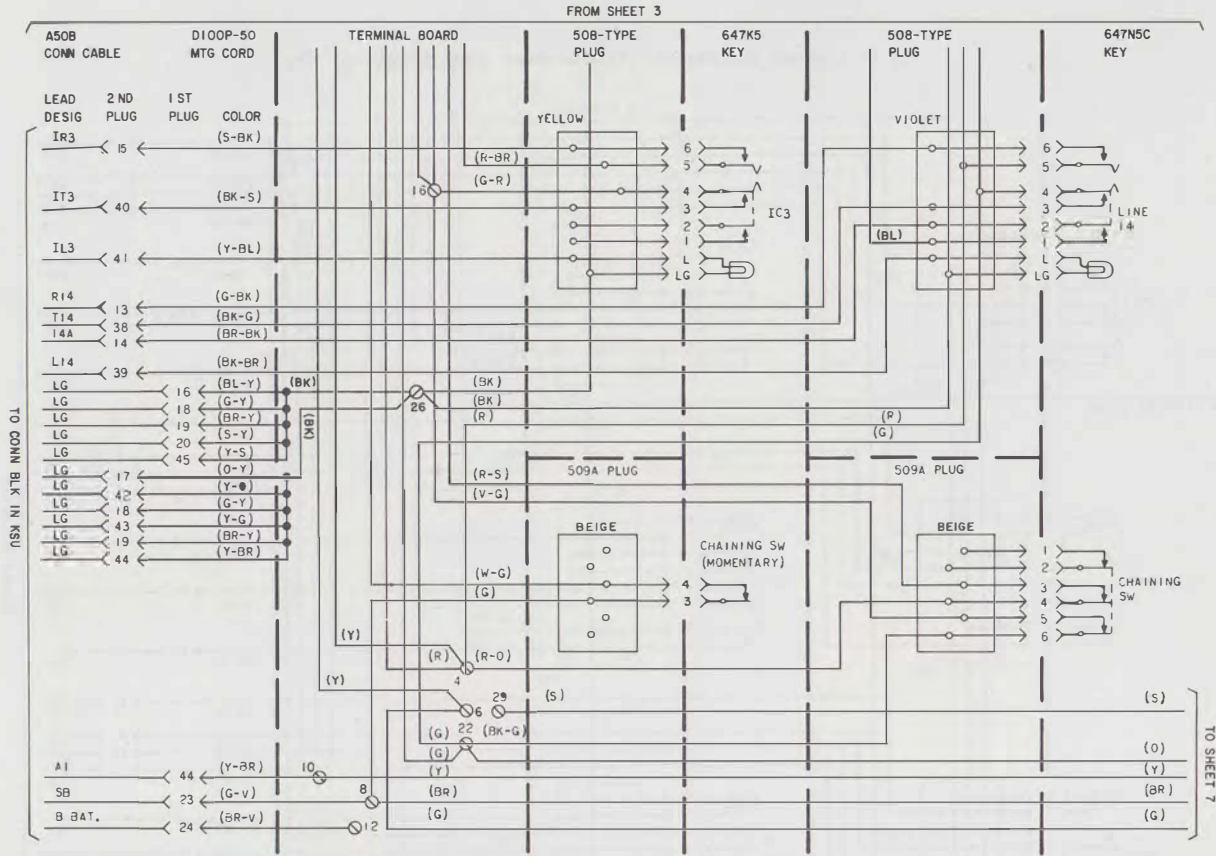 FROM SHEET 3
A50B CONN CABLE
D100P-50 MTG CORD
TERMINAL BOARD
508-TYPE PLUG
647K5 KEY
508-TYPE PLUG
647N5C KEY
LEAD DESIG
2 ND PLUG
1 ST PLUG
COLOR
YELLOW
VIOLET
IR3 15 (S-BK)
(R-BR)
(G-R)
16
IT3 40 (BK-S)
IL3 41 (Y-BL)
6
5
4
3
2
1
L
LG
IC3
(BL)
6
5
4
3
2
1
L
LG
LINE 14
R14 13 (G-BK)
T14 38 (BK-G)
14A 14 (BR-BK)
L14 39 (BK-BR)
LG 16 (BL-Y) (BK)
LG 18 (G-Y)
LG 19 (BR-Y)
LG 20 (S-Y)
LG 45 (Y-S)
LG 17 (O-Y)
LG 42
LG 18 (G-Y)
LG 43 (Y-G)
LG 19 (BR-Y)
LG 44 (Y-BR)
(BK)
26
(BK)
(BK)
(R)
(R)
(G)
509A PLUG
509A PLUG
(R-S)
(V-G)
BEIGE
BEIGE
CHAINING SW (MOMENTARY)
(W-G)
(G)
4
3
1
2
3
4
5
6
CHAINING SW
(Y)
(R) (R-O)
4
(Y)
6
29
(S)
(S)
(G) 22 (BK-G)
(G)
(O)
A1 44 (Y-BR) 10
(Y)
(Y)
SB 23 (G-V) 8
(BR)
(BR)
B BAT. 24 (BR-V) 12
(G)
(G)
TO CONN BLK IN KSU
TO SHEET 7